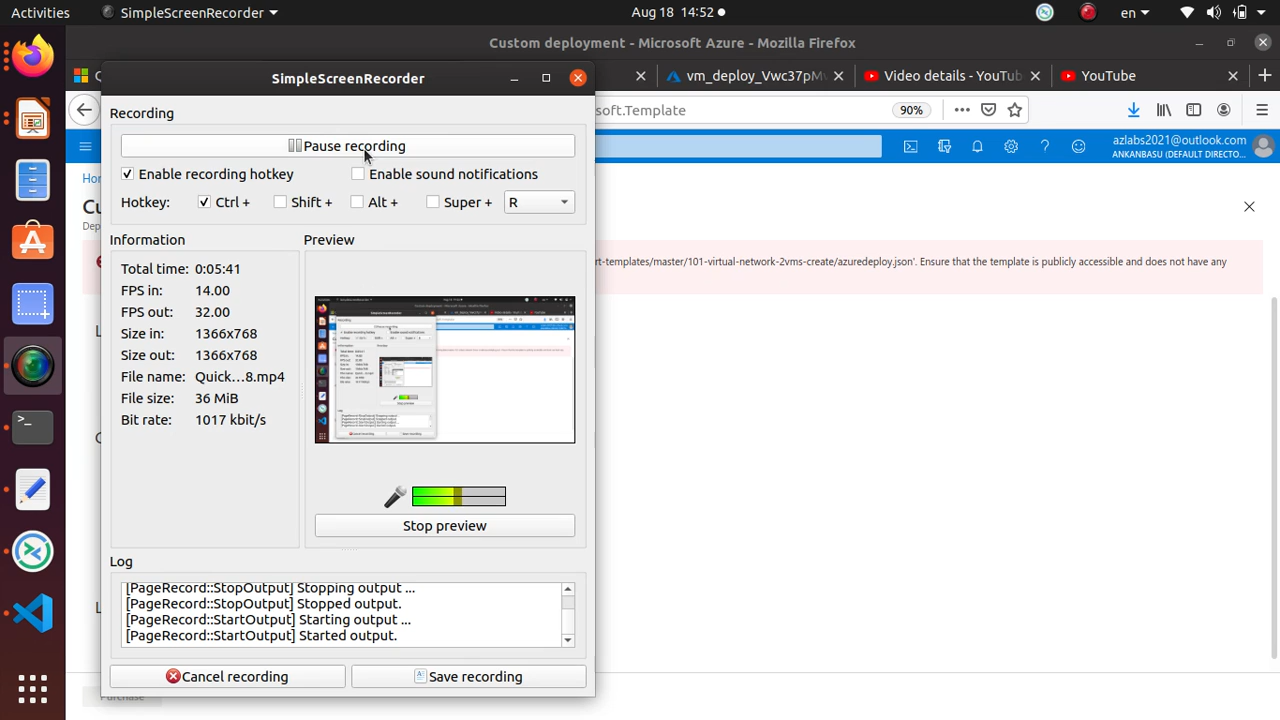 Activities SimpleScreenRecorder Aug 18 14:52 en
Custom deployment - Microsoft Azure - Mozilla Firefox
SimpleScreenRecorder
vm_deploy_Vwc37pMv Video details - YouTub YouTube
Recording
soft.Template 90%
Pause recording
azlabs2021@outlook.com
ANKANBASU (DEFAULT DIRECTO...
Enable recording hotkey Enable sound notifications
Hotkey: Ctrl + Shift + Alt + Super + R
Information Preview
rt-templates/master/101-virtual-network-2vms-create/azuredeploy.json'. Ensure that the template is publicly accessible and does not have any
Total time: 0:05:41
FPS in: 14.00
FPS out: 32.00
Size in: 1366x768
Size out: 1366x768
File name: Quick...8.mp4
File size: 36 MiB
Bit rate: 1017 kbit/s
Stop preview
Log
[PageRecord::StopOutput] Stopping output ...
[PageRecord::StopOutput] Stopped output.
[PageRecord::StartOutput] Starting output ...
[PageRecord::StartOutput] Started output.
Cancel recording Save recording
Purchase